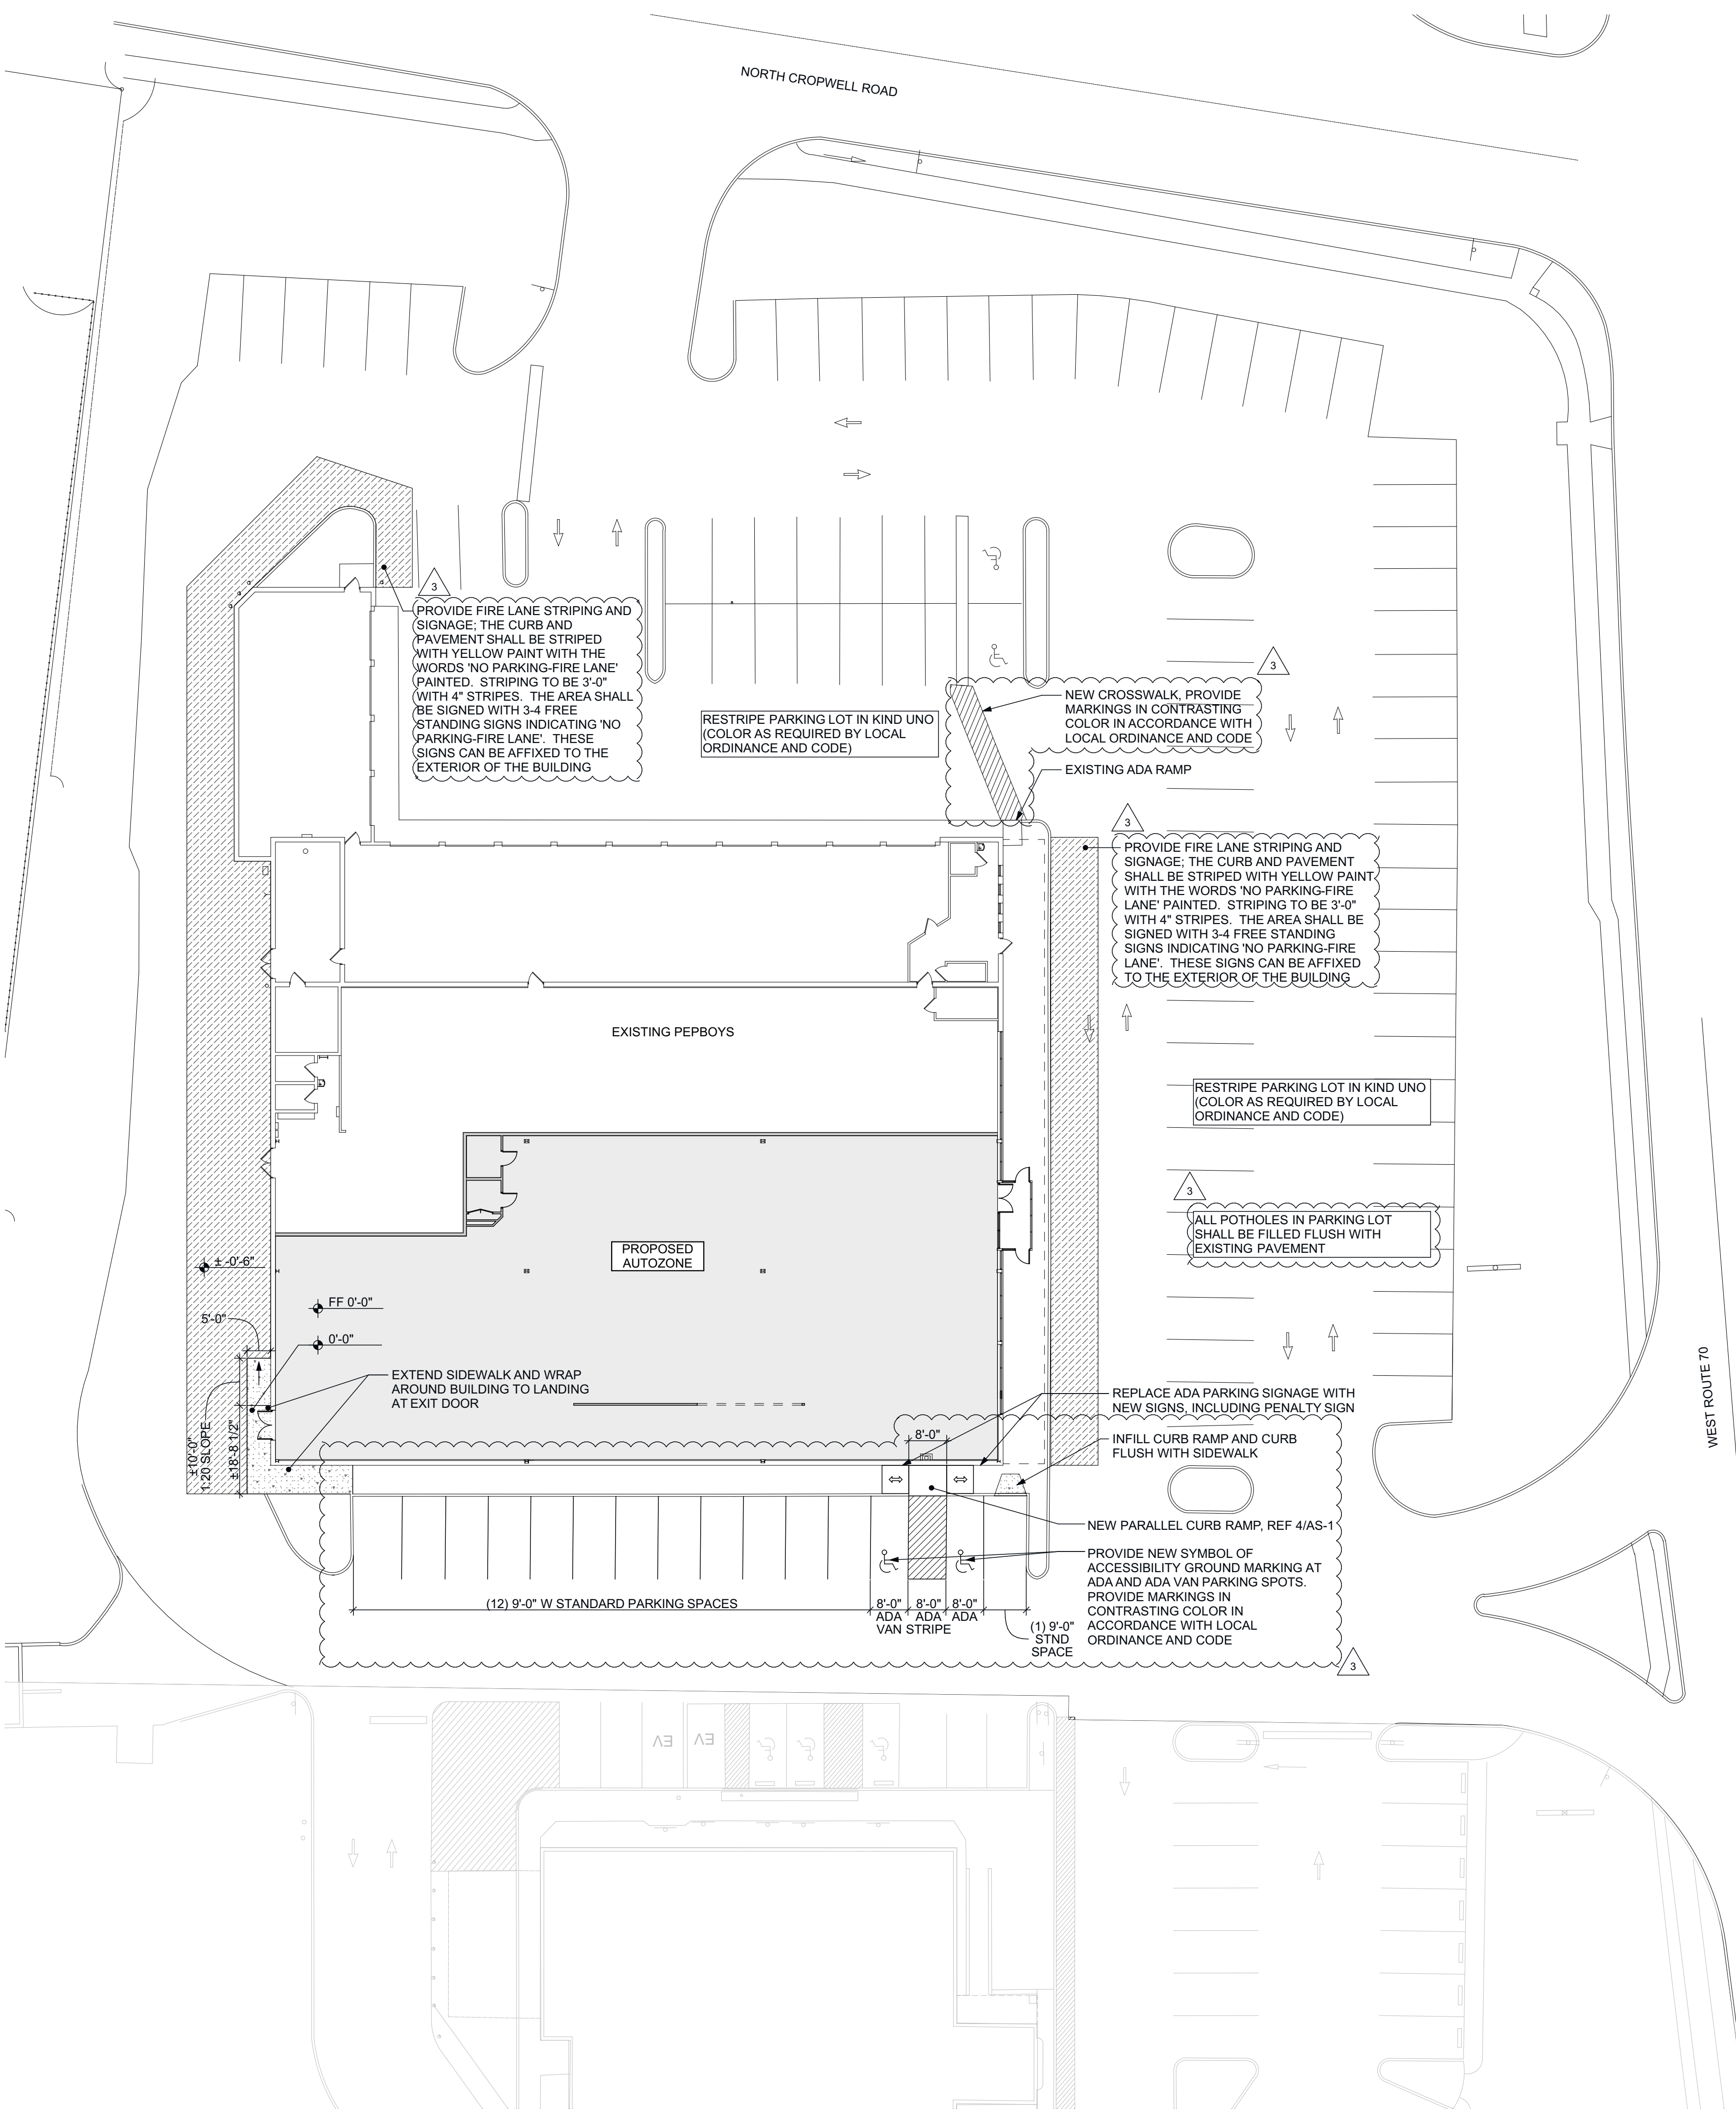 NORTH CROPWELL ROAD
3
PROVIDE FIRE LANE STRIPING AND
SIGNAGE; THE CURB AND
PAVEMENT SHALL BE STRIPED
WITH YELLOW PAINT WITH THE
WORDS 'NO PARKING-FIRE LANE'
PAINTED. STRIPING TO BE 3'-0"
WITH 4" STRIPES. THE AREA SHALL
BE SIGNED WITH 3-4 FREE
STANDING SIGNS INDICATING 'NO
PARKING-FIRE LANE'. THESE
SIGNS CAN BE AFFIXED TO THE
EXTERIOR OF THE BUILDING
RESTRIPE PARKING LOT IN KIND UNO
(COLOR AS REQUIRED BY LOCAL
ORDINANCE AND CODE)
3
NEW CROSSWALK, PROVIDE
MARKINGS IN CONTRASTING
COLOR IN ACCORDANCE WITH
LOCAL ORDINANCE AND CODE
EXISTING ADA RAMP
3
PROVIDE FIRE LANE STRIPING AND
SIGNAGE; THE CURB AND PAVEMENT
SHALL BE STRIPED WITH YELLOW PAINT
WITH THE WORDS 'NO PARKING-FIRE
LANE' PAINTED. STRIPING TO BE 3'-0"
WITH 4" STRIPES. THE AREA SHALL BE
SIGNED WITH 3-4 FREE STANDING
SIGNS INDICATING 'NO PARKING-FIRE
LANE'. THESE SIGNS CAN BE AFFIXED
TO THE EXTERIOR OF THE BUILDING
EXISTING PEPBOYS
RESTRIPE PARKING LOT IN KIND UNO
(COLOR AS REQUIRED BY LOCAL
ORDINANCE AND CODE)
3
ALL POTHOLES IN PARKING LOT
SHALL BE FILLED FLUSH WITH
EXISTING PAVEMENT
PROPOSED
AUTOZONE
± -0'-6"
FF 0'-0"
5'-0"
0'-0"
EXTEND SIDEWALK AND WRAP
AROUND BUILDING TO LANDING
AT EXIT DOOR
±10'-0"
1:20 SLOPE
±18'-8 1/2"
WEST ROUTE 70
REPLACE ADA PARKING SIGNAGE WITH
NEW SIGNS, INCLUDING PENALTY SIGN
8'-0"
INFILL CURB RAMP AND CURB
FLUSH WITH SIDEWALK
NEW PARALLEL CURB RAMP, REF 4/AS-1
PROVIDE NEW SYMBOL OF
ACCESSIBILITY GROUND MARKING AT
ADA AND ADA VAN PARKING SPOTS.
PROVIDE MARKINGS IN
CONTRASTING COLOR IN
ACCORDANCE WITH LOCAL
ORDINANCE AND CODE
(12) 9'-0" W STANDARD PARKING SPACES
8'-0"
ADA
VAN
8'-0"
ADA
STRIPE
8'-0"
ADA
(1) 9'-0"
STND
SPACE
3
EV
EV